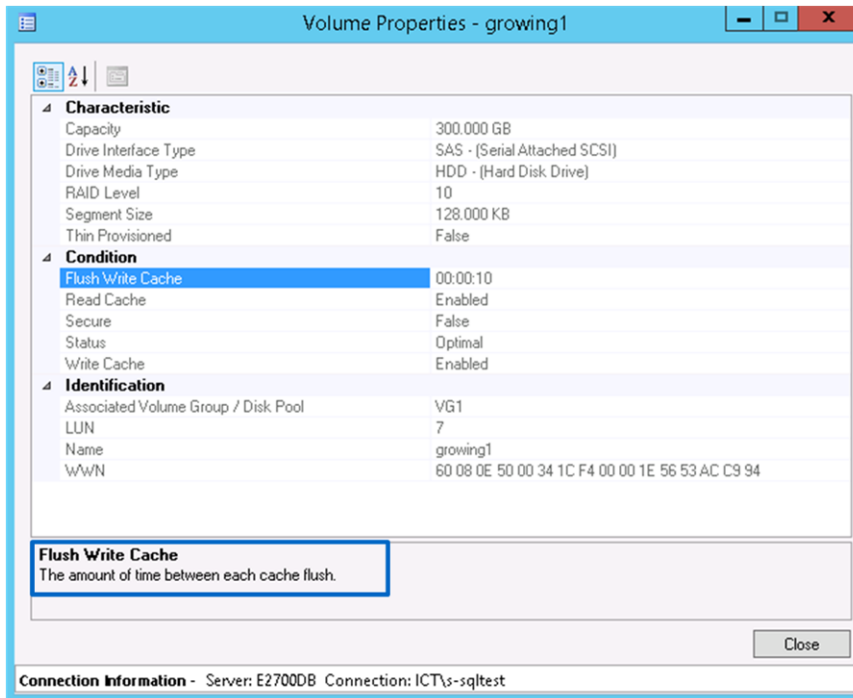 Volume Properties - growing1
Characteristic
Capacity 300.000 GB
Drive Interface Type SAS - (Serial Attached SCSI)
Drive Media Type HDD - (Hard Disk Drive)
RAID Level 10
Segment Size 128.000 KB
Thin Provisioned False
Condition
Flush Write Cache 00:00:10
Read Cache Enabled
Secure False
Status Optimal
Write Cache Enabled
Identification
Associated Volume Group / Disk Pool VG1
LUN 7
Name growing1
WWN 60 08 0E 50 00 34 1C F4 00 00 1E 56 53 AC C9 94
Flush Write Cache
The amount of time between each cache flush.
Close
Connection Information - Server: E2700DB Connection: ICT\s-sqltest